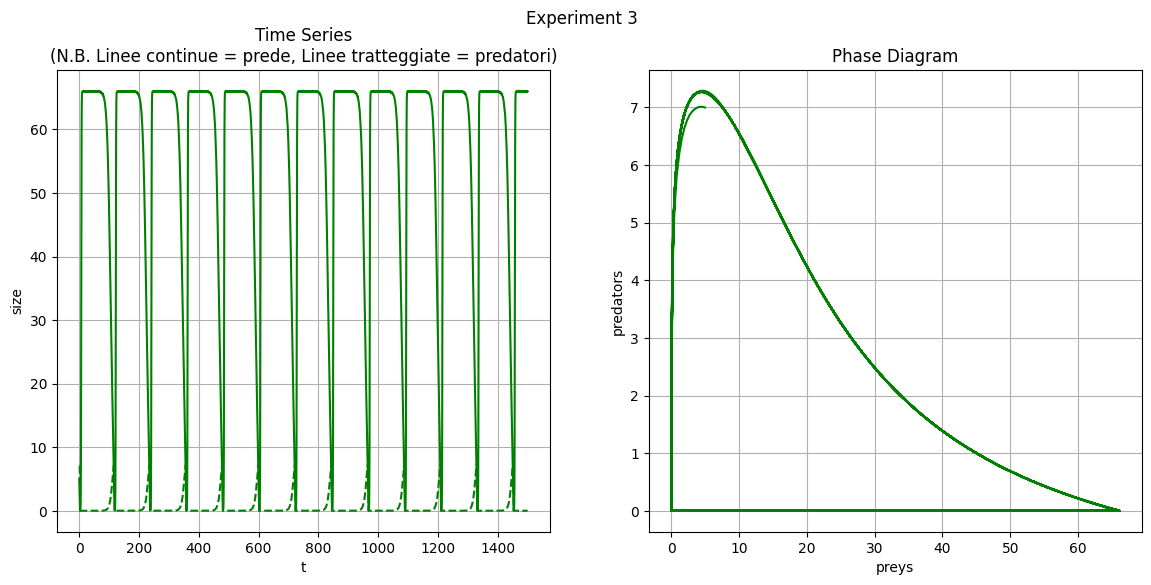 Experiment 3
Time Series
(N.B. Linee continue = prede, Linee tratteggiate = predatori)
size
60
50
40
30
20
10
0
0 200 400 600 800 1000 1200 1400
t
Phase Diagram
predators
7
6
5
4
3
2
1
0
0 10 20 30 40 50 60
preys